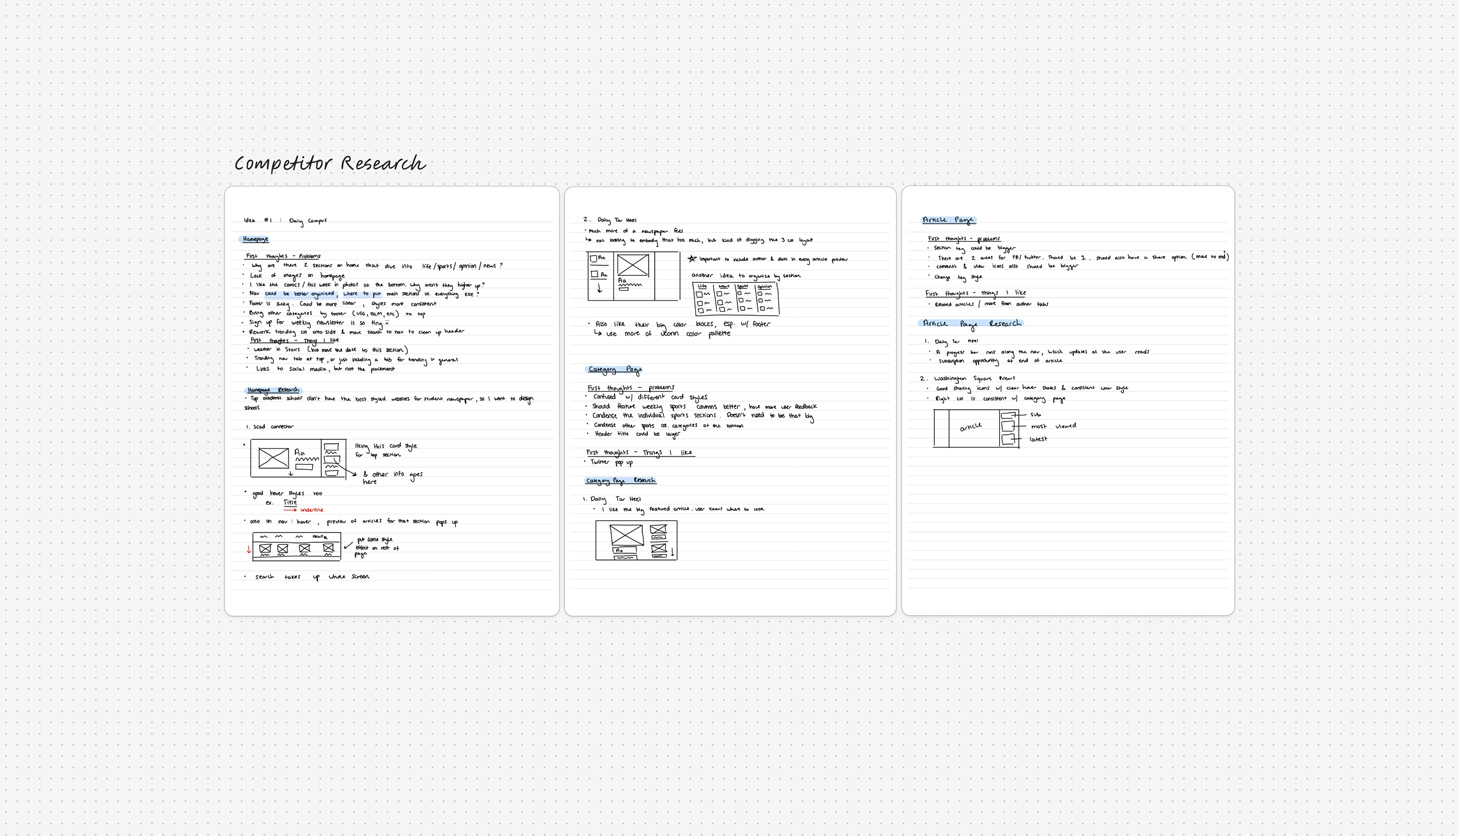 Competitor Research
Idea #1 : Daily Campus
Homepage
First thoughts - Problems
• Why are there 2 sections on home that dive into life/sports/opinion/news?
• Lack of images on homepage
• I like the comics/this week in photos at the bottom, why aren't they higher up?
• Nav could be better organized, where to put main sections vs. everything else?
• Footer is busy. Could be more linear, styles more consistent
• Bring other categories by footer (USG, to top
• Sign up for weekly newsletter is so tiny
• Rework trending on side & move search to nav to clean up header
First thoughts - Things I like
• Weather in Storrs (but move the date to this section)
• Trending now tab at top, or just including a tab for trending in general
• Links to social media, but not the placement
Homepage Research
• Top academic schools don't have the best styled websites for student newspaper, so I went to design
schools
1. Scad connector
• Aa
liking this card style
for top section
& other info goes
here
• good hover styles too
ex. Title
→ underline
• also on nav : hover, preview of articles for that section pops up
put same style
effect on rest of
page
• search takes up whole screen
2. Daily Tar Heel
• Much more of a newspaper feel
↳ not looking to embody that too much, but kind of digging the 3 col layout
Aa
Aa
Aa
☆ important to include author & date in every article preview
another idea to organize by section
Life News Sports Opinion
• Also like their big color blocks, esp. w/ footer
↳ use more of uconn color pallette
Category Page
First thoughts - problems
• Confused w/ different card styles
• Should feature weekly sports columns better, have more user feedback
• Condense the individual sports sections. Doesn't need to be that big
• Condense other sports categories at the bottom
• Header title could be larger
First thoughts - Things I like
• Twitter pop up
Category Page Research
1. Daily Tar Heel
• I like the big featured article. user knows where to look
Aa
Article Page
First thoughts - problems
• Section tag could be bigger
• There are 2 areas for FB/twitter. Should be 1. Should also have a share option (move to end)
• comment & view icons also should be bigger
• Change tag style
First thoughts - things I like
• Related articles / more from author tabs
Article Page Research
1. Daily Tar Heel
• A progress bar runs along the nav, which updates as the user reads
• Subscription opportunity at end of article
2. Washington Square News
• Good sharing icons w/ clear hover states & consistent color style
• Right col is consistent w/ category page
article
sub
most viewed
latest